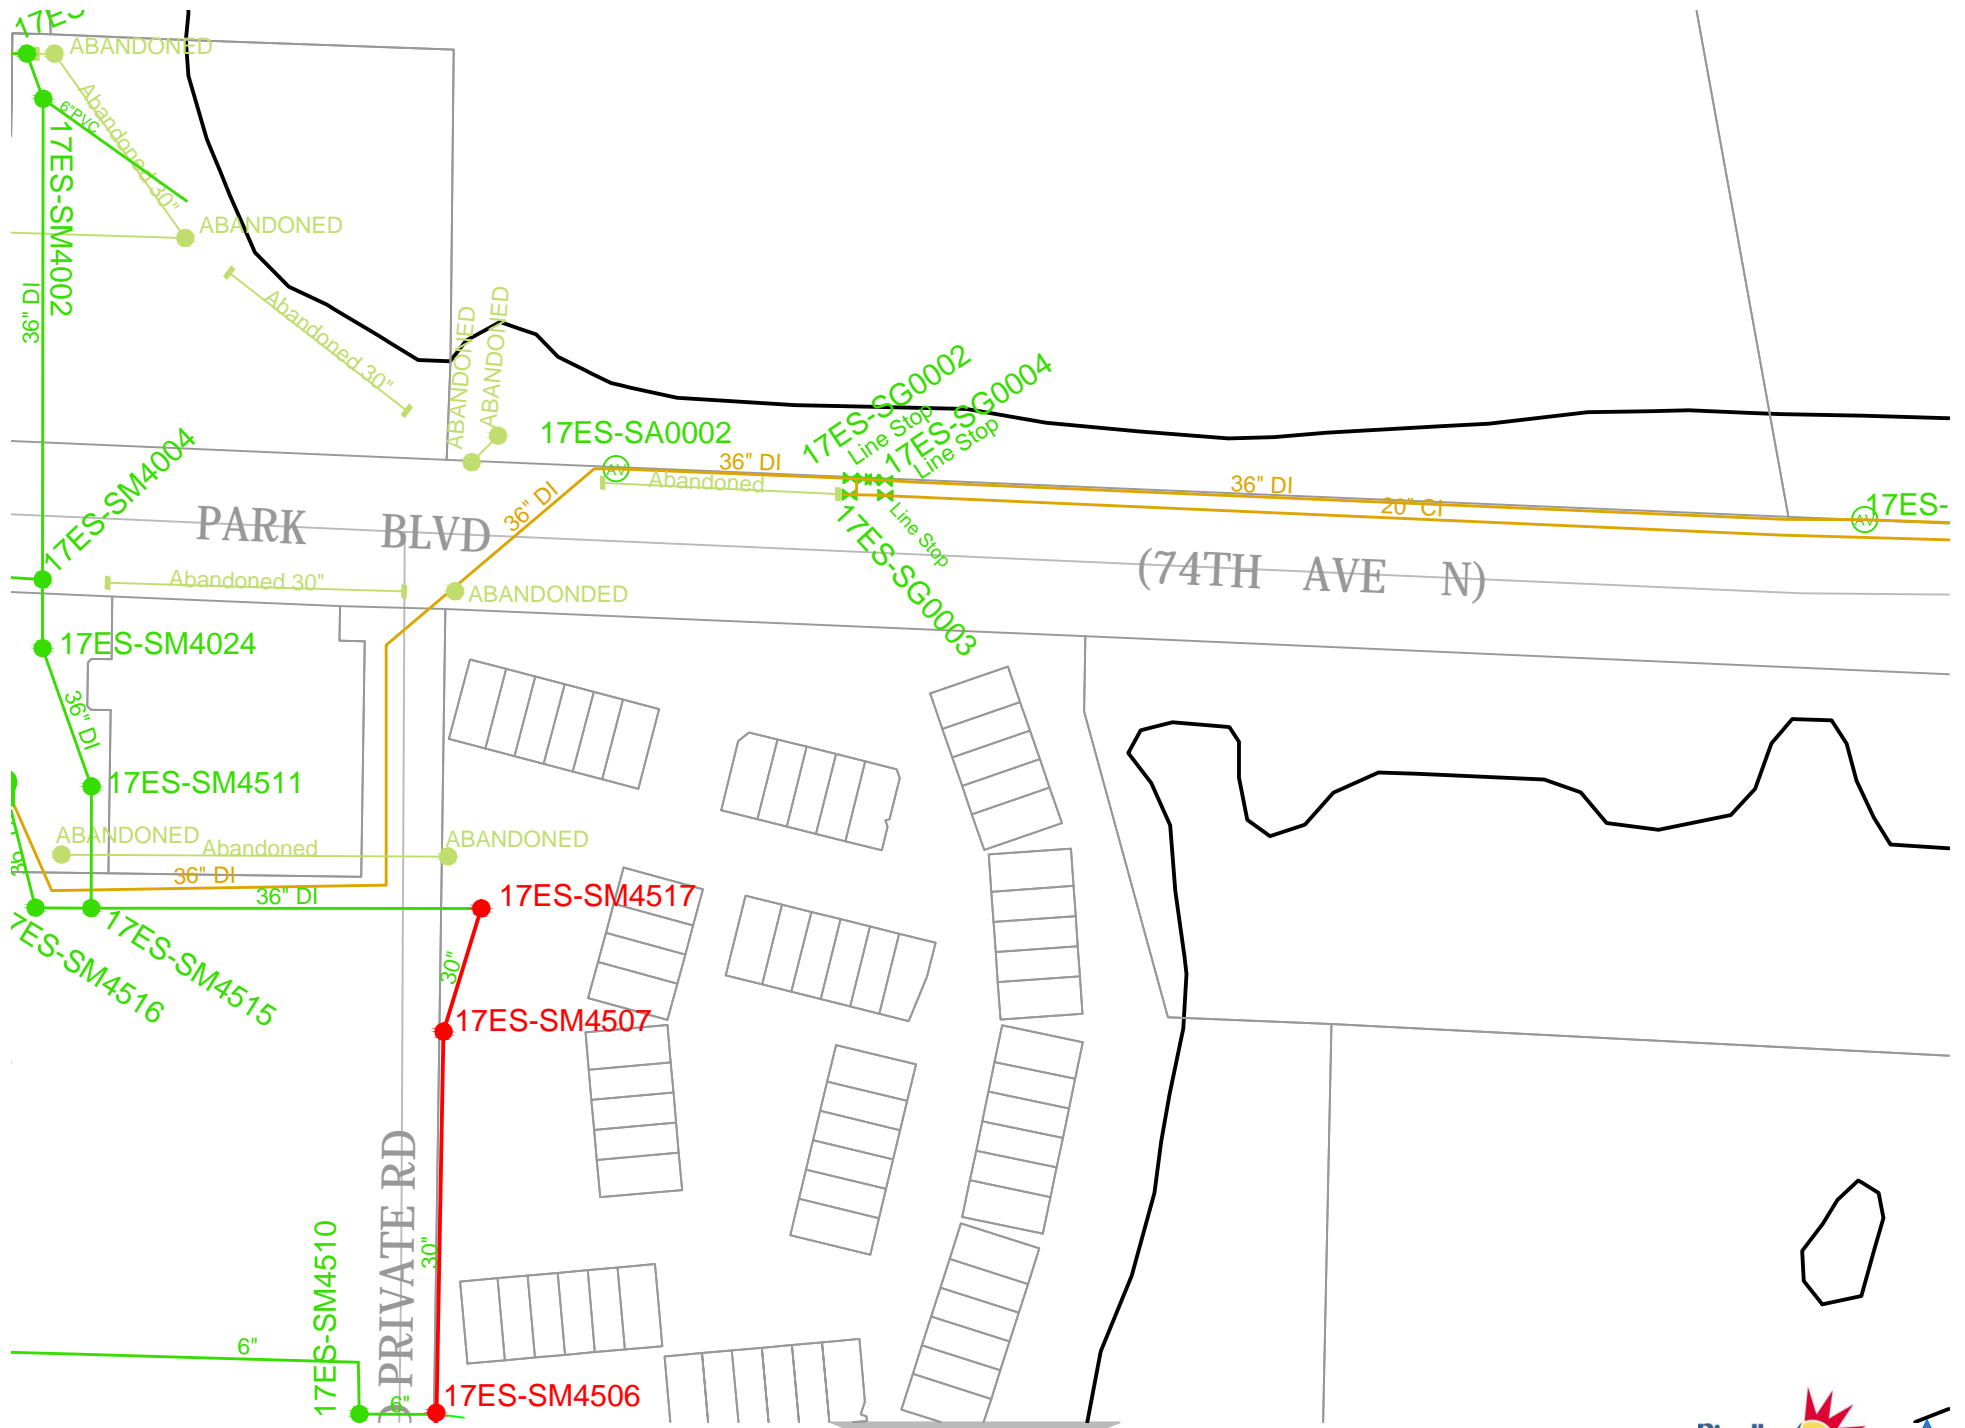 17ES
ABANDONED
Abandoned 30"
6"PVC
17ES-SM4002
ABANDONED
36" DI
Abandoned 30"
ABANDONED
ABANDONED
17ES-SA0002
AV
36" DI
17ES-SG0002
Line Stop
17ES-SG0004
Line Stop
Abandoned
36" DI
36" DI
20" CI
AV
17ES-
17ES-SM4004
PARK BLVD
Line Stop
17ES-SG0003
(74TH AVE N)
Abandoned 30"
ABANDONDED
17ES-SM4024
36" DI
17ES-SM4511
ABANDONED
Abandoned
ABANDONED
36" DI
36" DI
36
17ES-SM4517
7ES-SM4516
17ES-SM4515
30"
17ES-SM4507
PRIVATE RD
30"
17ES-SM4510
6"
6"
17ES-SM4506